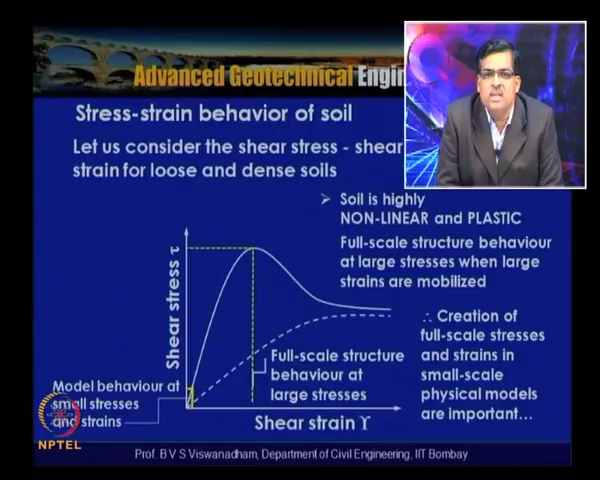 Advanced Geotechnical Engi
Stress-strain behavior of soil
Let us consider the shear stress - shear
strain for loose and dense soils
➢ Soil is highly
NON-LINEAR and PLASTIC
Full-scale structure behaviour
at large stresses when large
strains are mobilized
∴ Creation of
full-scale stresses
and strains in
small-scale
physical models
are important...
Shear stress τ
Full-scale structure
behaviour at
large stresses
Model behaviour at
small stresses
and strains
Shear strain ϒ
NPTEL
Prof. B V S Viswanadham, Department of Civil Engineering, IIT Bombay